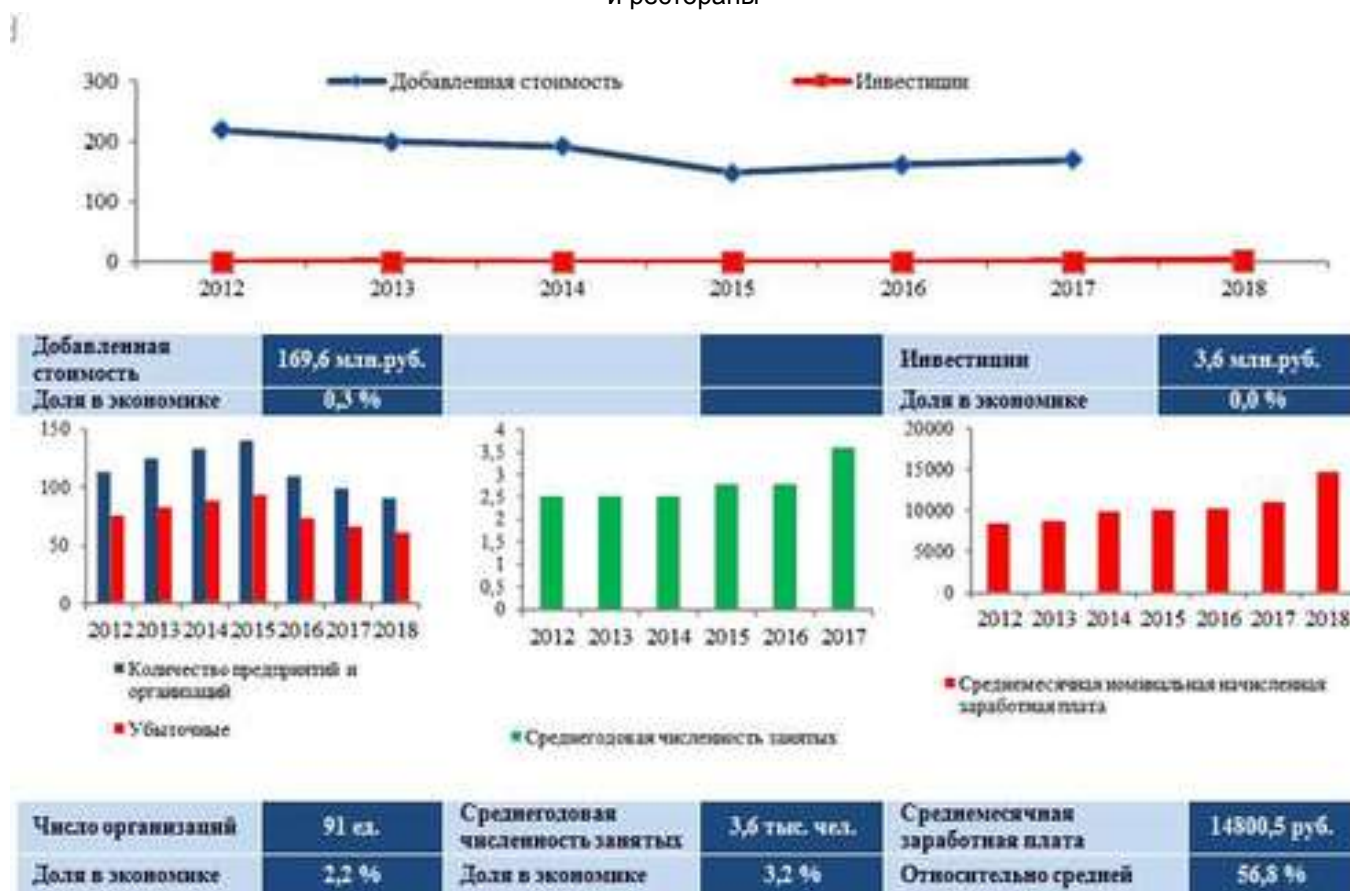 и рестораны
300
Добавленная стоимость
Инвестиции
200
100
0
2012 2013 2014 2015 2016 2017 2018
Добавленная стоимость
169,6 млн.руб.
Инвестиции
3,6 млн.руб.
Доля в экономике
0,3 %
Доля в экономике
0,0 %
150
100
50
0
2012 2013 2014 2015 2016 2017 2018
Количество предприятий и
организаций
Убыточные
4
3,5
3
2,5
2
1,5
1
0,5
0
2012 2013 2014 2015 2016 2017
Среднегодовая численность занятых
20000
15000
10000
5000
0
2012 2013 2014 2015 2016 2017 2018
Среднемесячная номинальная начисленная
заработная плата
Число организаций
91 ед.
Среднегодовая
численность занятых
3,6 тыс. чел.
Среднемесячная
заработная плата
14800,5 руб.
Доля в экономике
2,2 %
Доля в экономике
3,2 %
Относительно средней
56,8 %